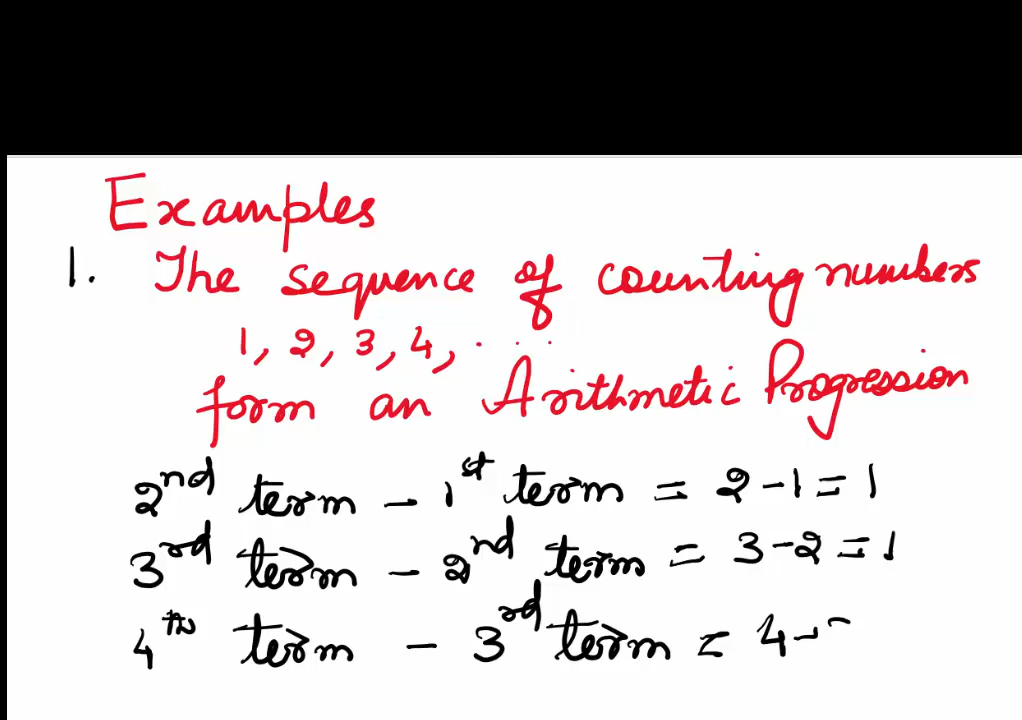 Examples
1. The sequence of counting numbers
1, 2, 3, 4, . . .
form an Arithmetic Progression
2nd term - 1st term = 2-1=1
3rd term - 2nd term = 3-2=1
4th term - 3rd term = 4-